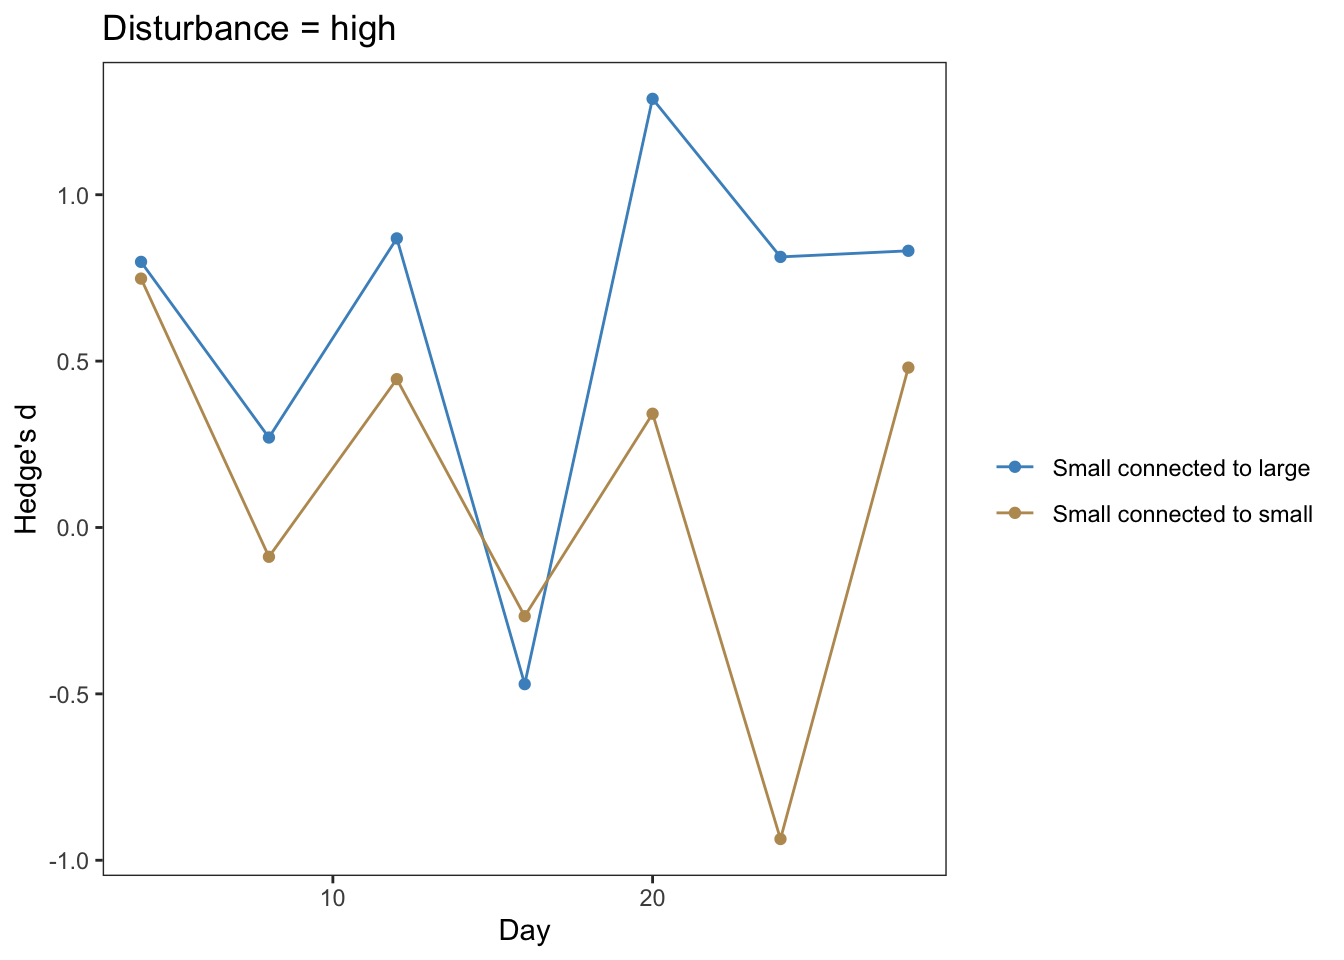 Disturbance = high
Hedge's d
1.0
0.5
0.0
-0.5
-1.0
10
20
Day
Small connected to large
Small connected to small